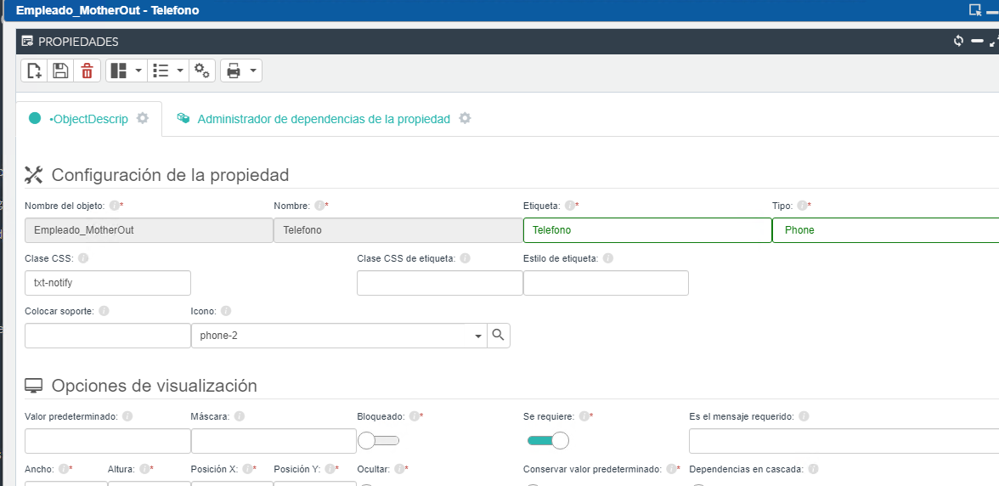 Empleado_MotherOut - Telefono
PROPIEDADES
•ObjectDescrip Administrador de dependencias de la propiedad
Configuración de la propiedad
Nombre del objeto: * Nombre: * Etiqueta: * Tipo: *
Empleado_MotherOut Telefono Telefono Phone
Clase CSS: Clase CSS de etiqueta: Estilo de etiqueta:
txt-notify
Colocar soporte: Icono:
phone-2
Opciones de visualización
Valor predeterminado: Máscara: Bloqueado: * Se requiere: * Es el mensaje requerido:
Ancho: * Altura: * Posición X: * Posición Y: * Ocultar: * Conservar valor predeterminado: * Dependencias en cascada: